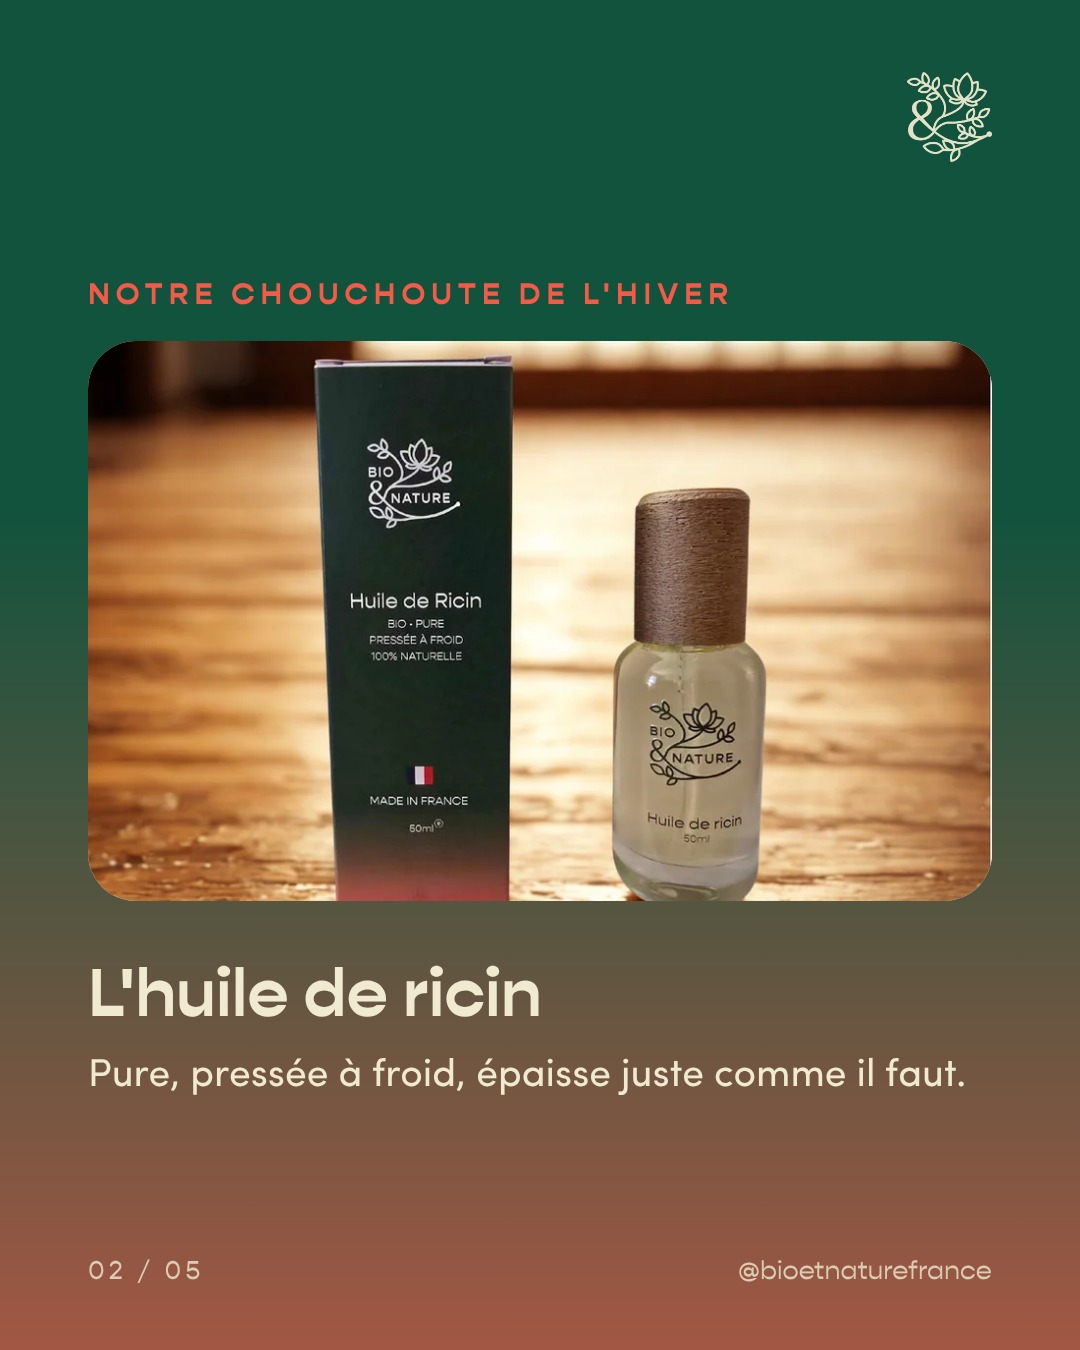 &
NOTRE CHOUCHOUTE DE L'HIVER
BIO
& NATURE
Huile de Ricin
BIO • PURE
PRESSÉE À FROID
100% NATURELLE
MADE IN FRANCE
50ml
BIO
& NATURE
Huile de ricin
50ml
L'huile de ricin
Pure, pressée à froid, épaisse juste comme il faut.
02 / 05
@bioetnaturefrance